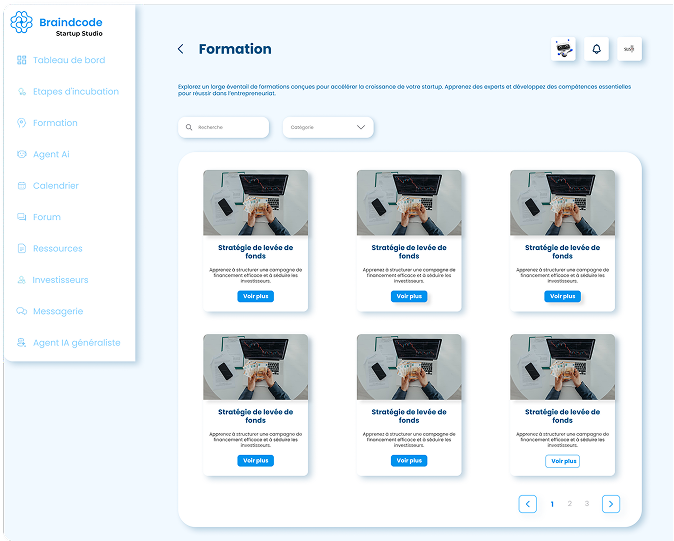 Braindcode
Startup Studio
Tableau de bord
Etapes d'incubation
Formation
Agent Ai
Calendrier
Forum
Ressources
Investisseurs
Messagerie
Agent IA généraliste
Formation
Explorez un large éventail de formations conçues pour accélérer la croissance de votre startup. Apprenez des experts et développez des compétences essentielles
pour réussir dans l'entrepreneuriat.
Recherche
Catégorie
Stratégie de levée de
fonds
Apprenez à structurer une campagne de
financement efficace et à séduire les
investisseurs.
Voir plus
Stratégie de levée de
fonds
Apprenez à structurer une campagne de
financement efficace et à séduire les
investisseurs.
Voir plus
Stratégie de levée de
fonds
Apprenez à structurer une campagne de
financement efficace et à séduire les
investisseurs.
Voir plus
Stratégie de levée de
fonds
Apprenez à structurer une campagne de
financement efficace et à séduire les
investisseurs.
Voir plus
Stratégie de levée de
fonds
Apprenez à structurer une campagne de
financement efficace et à séduire les
investisseurs.
Voir plus
Stratégie de levée de
fonds
Apprenez à structurer une campagne de
financement efficace et à séduire les
investisseurs.
Voir plus
1 2 3